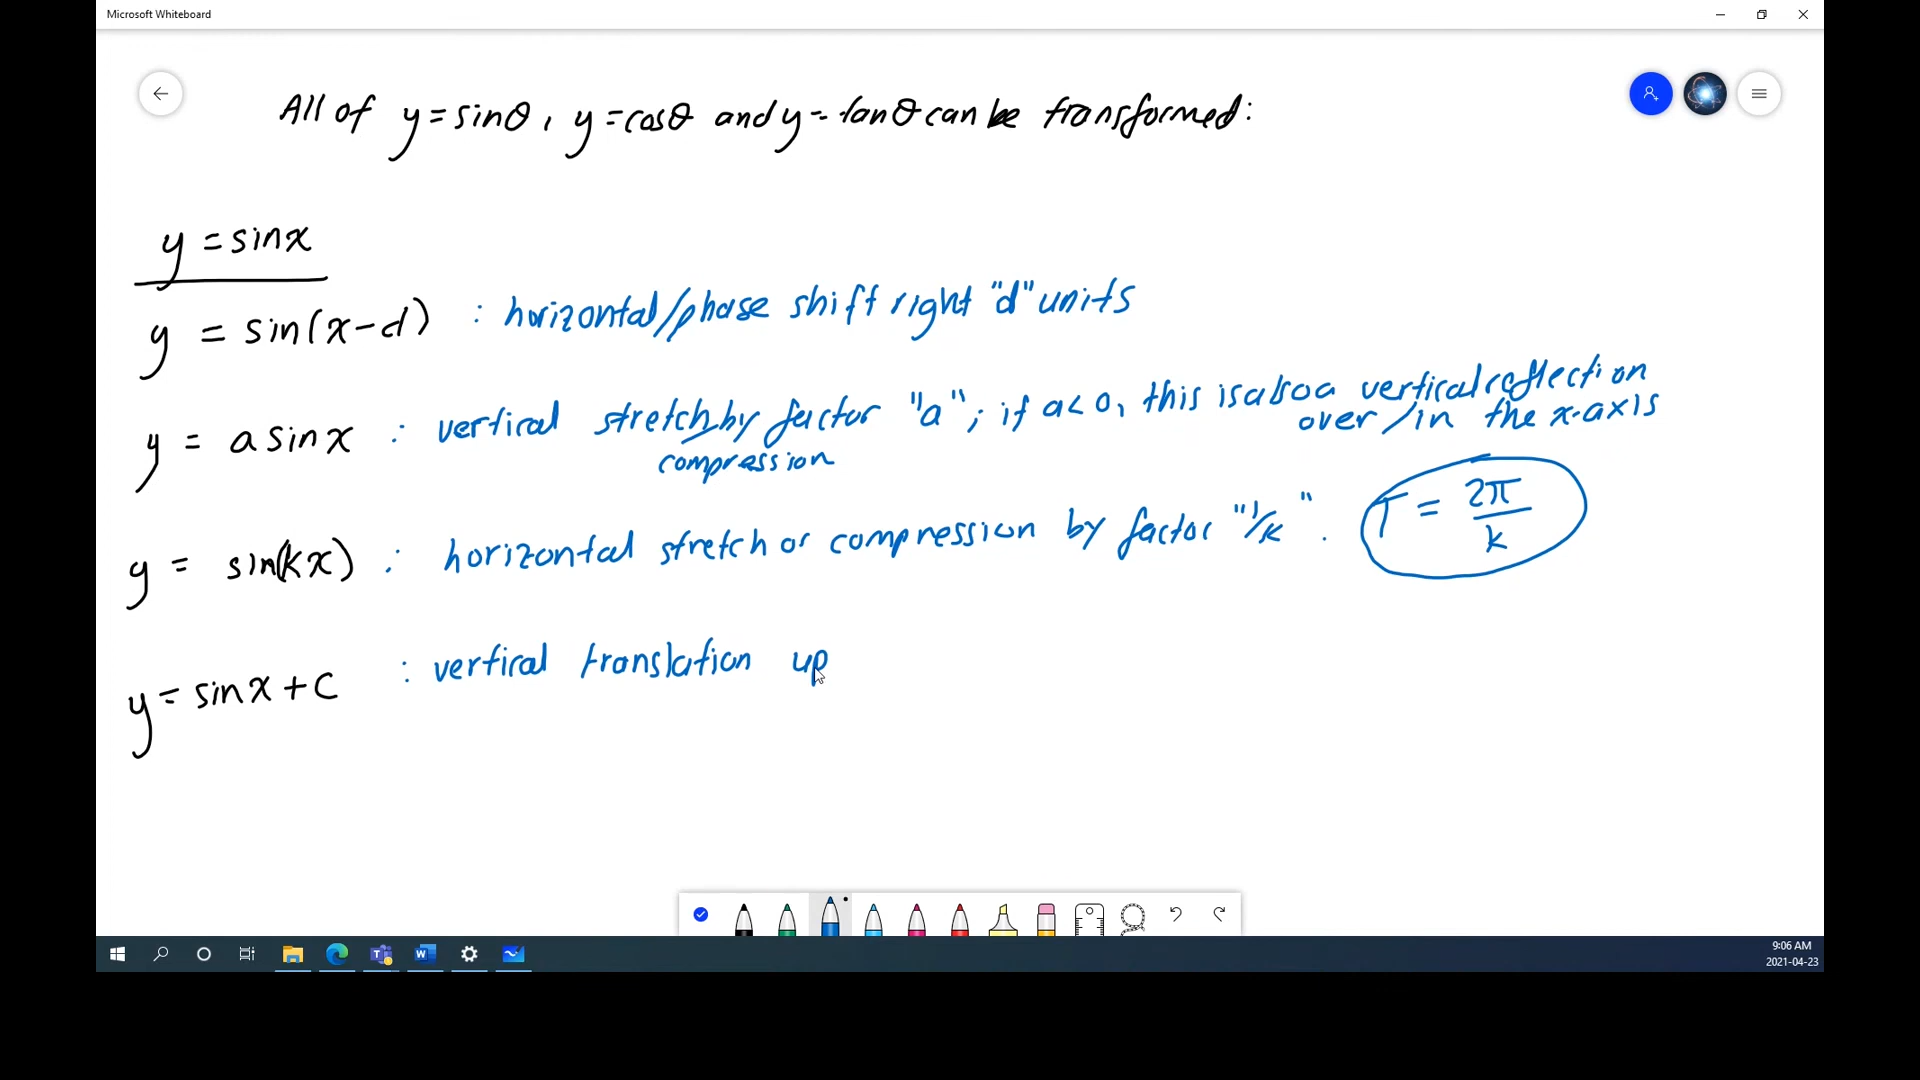 Microsoft Whiteboard
All of y = sinθ, y = cosθ and y = tanθ can be transformed:
y = sinx
y = sin(x-d) : horizontal/phase shift right "d" units
y = a sinx : vertical stretch/by factor "a"; if a<0, this is also a vertical reflection
compression over/in the x-axis
y = sin(kx) : horizontal stretch or compression by factor "1/k". T = 2π/k
y = sinx + c : vertical translation up
9:06 AM
2021-04-23